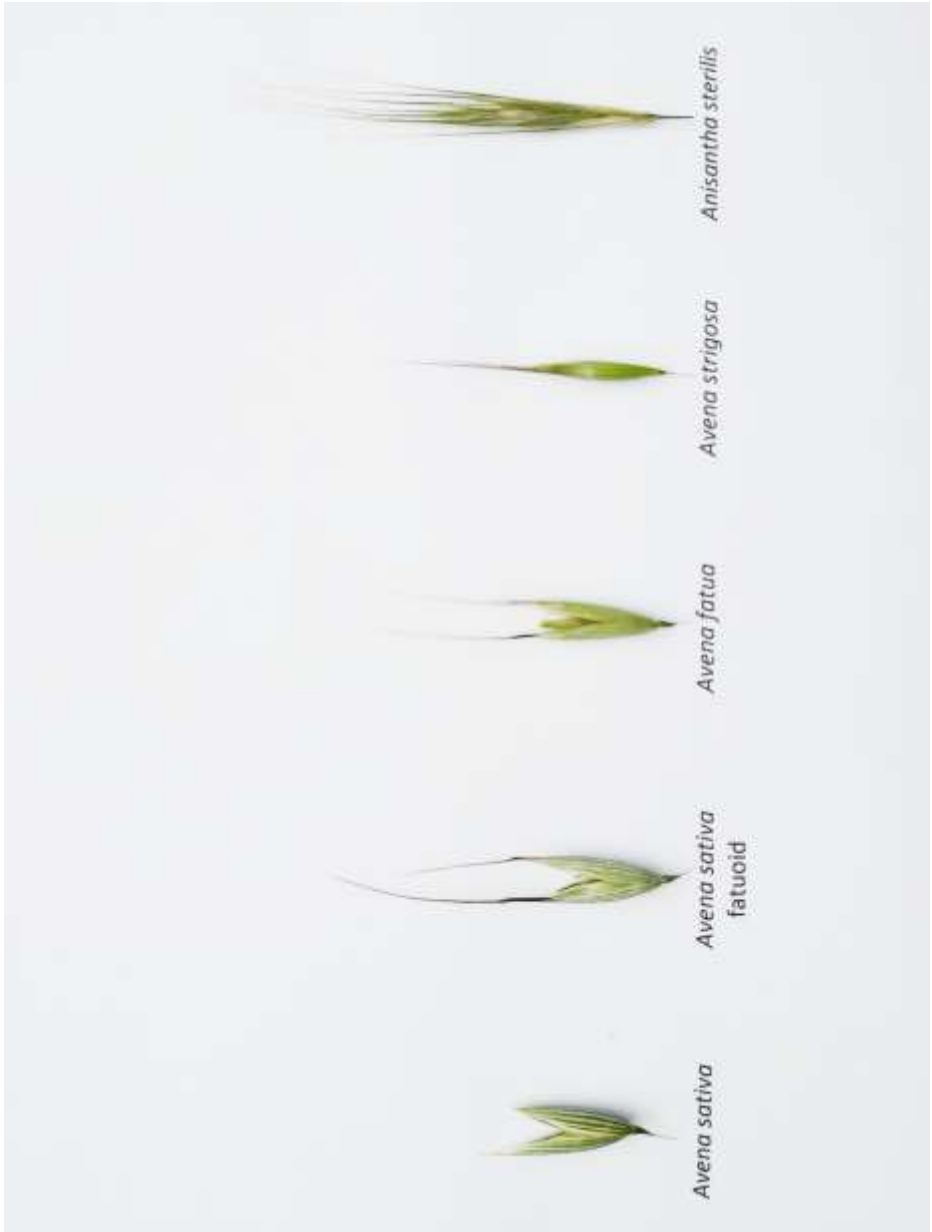 Avena sativa
Avena sativa
fatuoid
Avena fatua
Avena strigosa
Anisantha sterilis